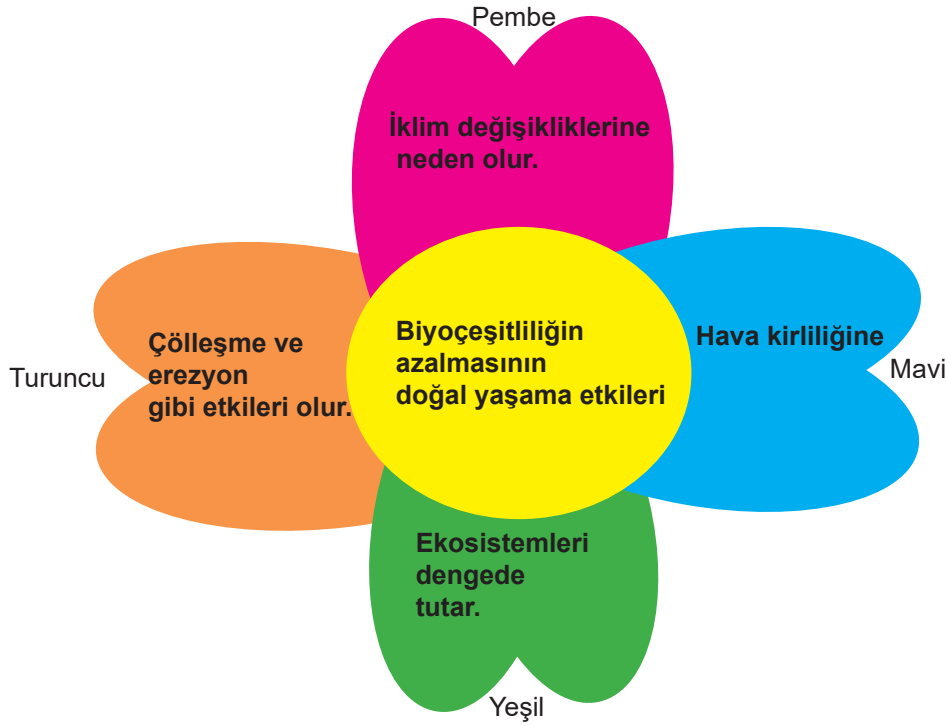 Pembe
İklim değişikliklerine
neden olur.
Çölleşme ve
erezyon
gibi etkileri olur.
Turuncu
Biyoçeşitliliğin
azalmasının
doğal yaşama etkileri
Hava kirliliğine
Mavi
Ekosistemleri
dengede
tutar.
Yeşil